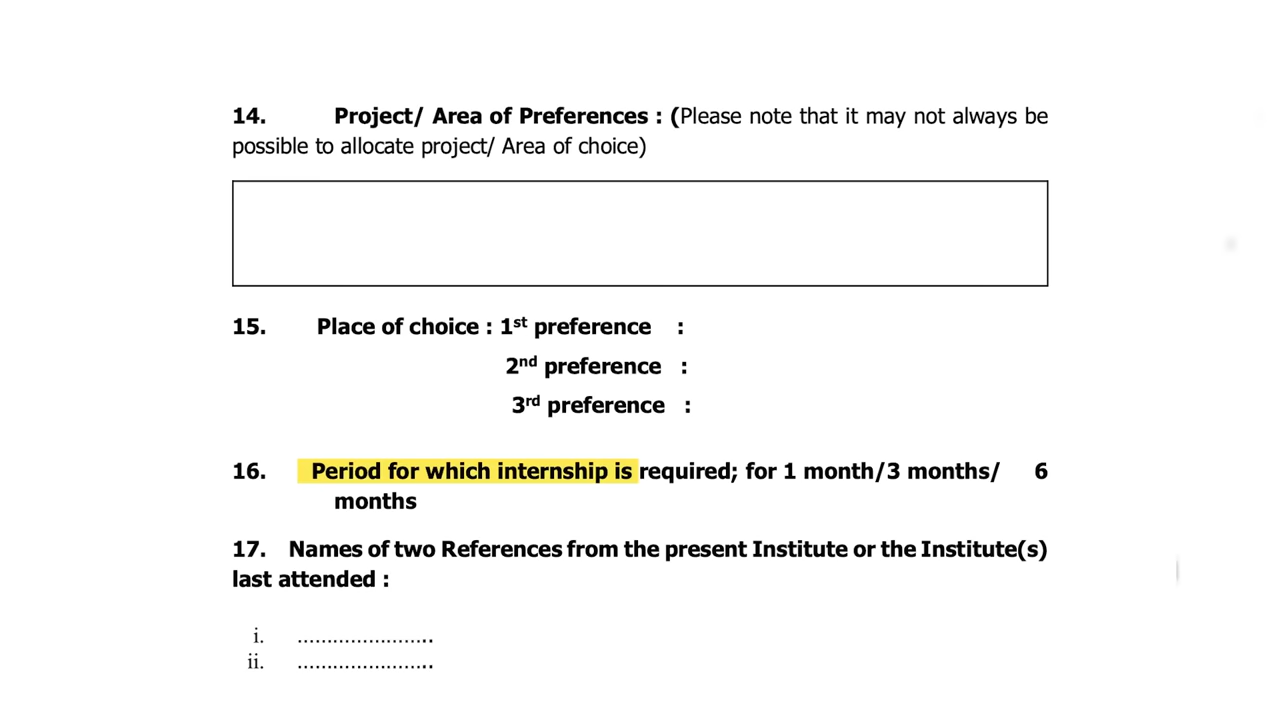 14. Project/ Area of Preferences : (Please note that it may not always be
possible to allocate project/ Area of choice)
15. Place of choice : 1st preference :
2nd preference :
3rd preference :
16. Period for which internship is required; for 1 month/3 months/ 6
months
17. Names of two References from the present Institute or the Institute(s)
last attended :
i. .........................
ii. .........................